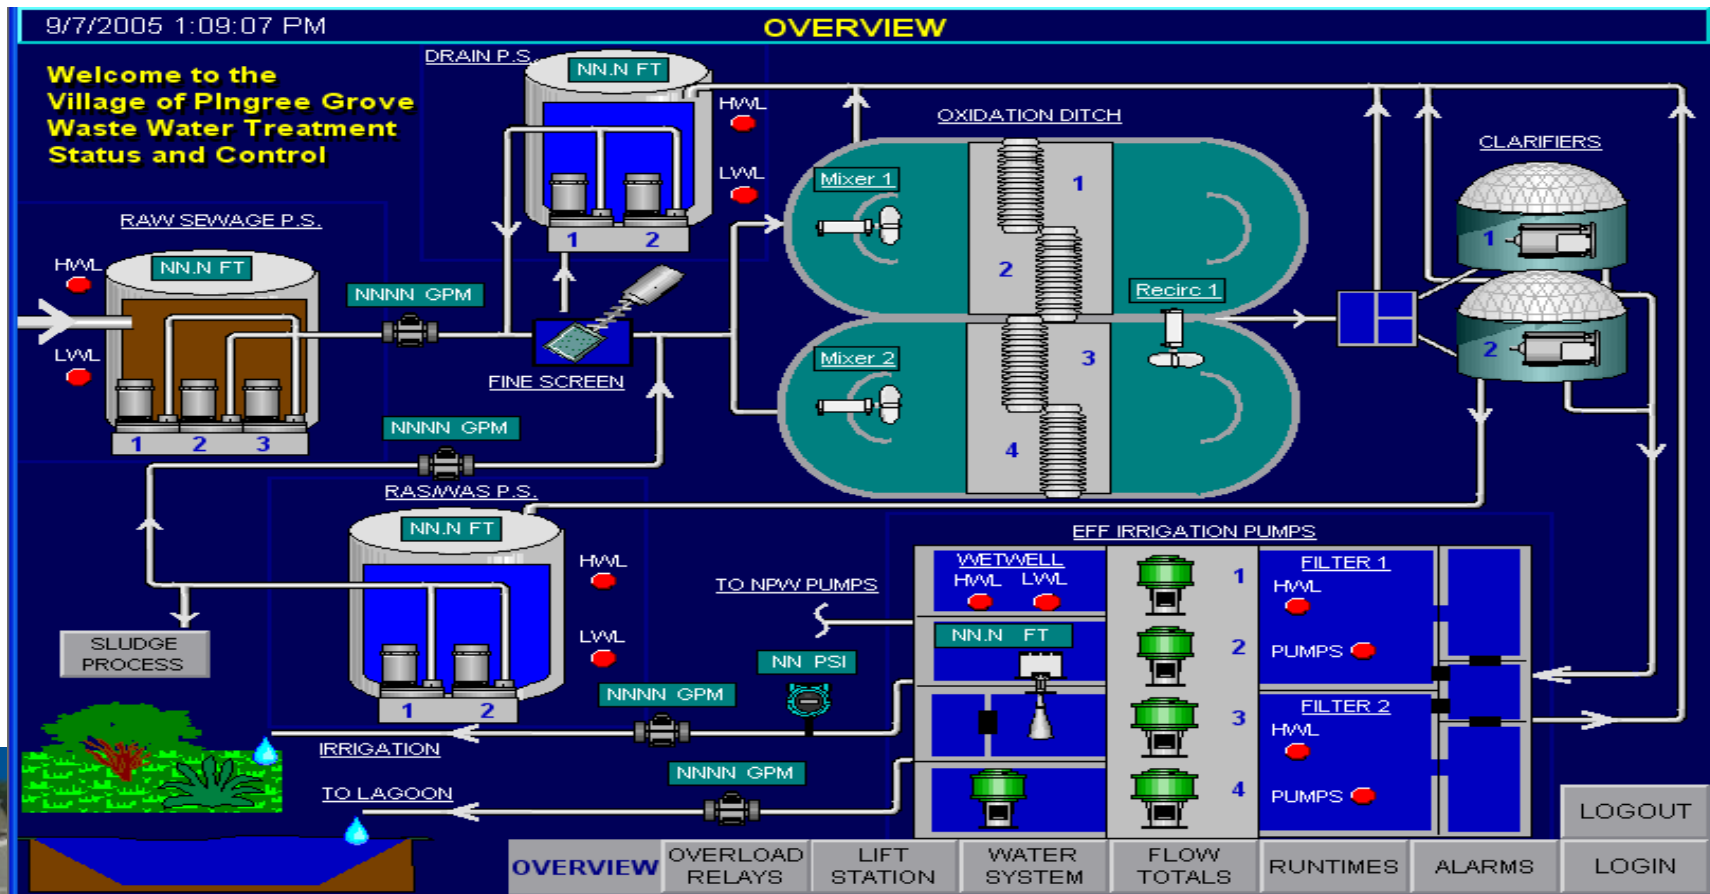 9/7/2005 1:09:07 PM
OVERVIEW
Welcome to the
Village of PIngree Grove
Waste Water Treatment
Status and Control
DRAIN P.S.
NN.N FT
HWL
LWL
1 2
OXIDATION DITCH
Mixer 1
1
2
Recirc 1
Mixer 2
3
4
CLARIFIERS
1
2
RAW SEWAGE P.S.
HWL
NN.N FT
LWL
1 2 3
NNNN GPM
FINE SCREEN
NNNN GPM
RAS/WAS P.S.
NN.N FT
HWL
LWL
1 2
SLUDGE
PROCESS
EFF IRRIGATION PUMPS
WETWELL
HWL LWL
NN.N FT
TO NPW PUMPS
NN PSI
NNNN GPM
IRRIGATION
NNNN GPM
TO LAGOON
1
2
3
4
FILTER 1
HWL
PUMPS
FILTER 2
HWL
PUMPS
LOGOUT
OVERVIEW
OVERLOAD
RELAYS
LIFT
STATION
WATER
SYSTEM
FLOW
TOTALS
RUNTIMES
ALARMS
LOGIN